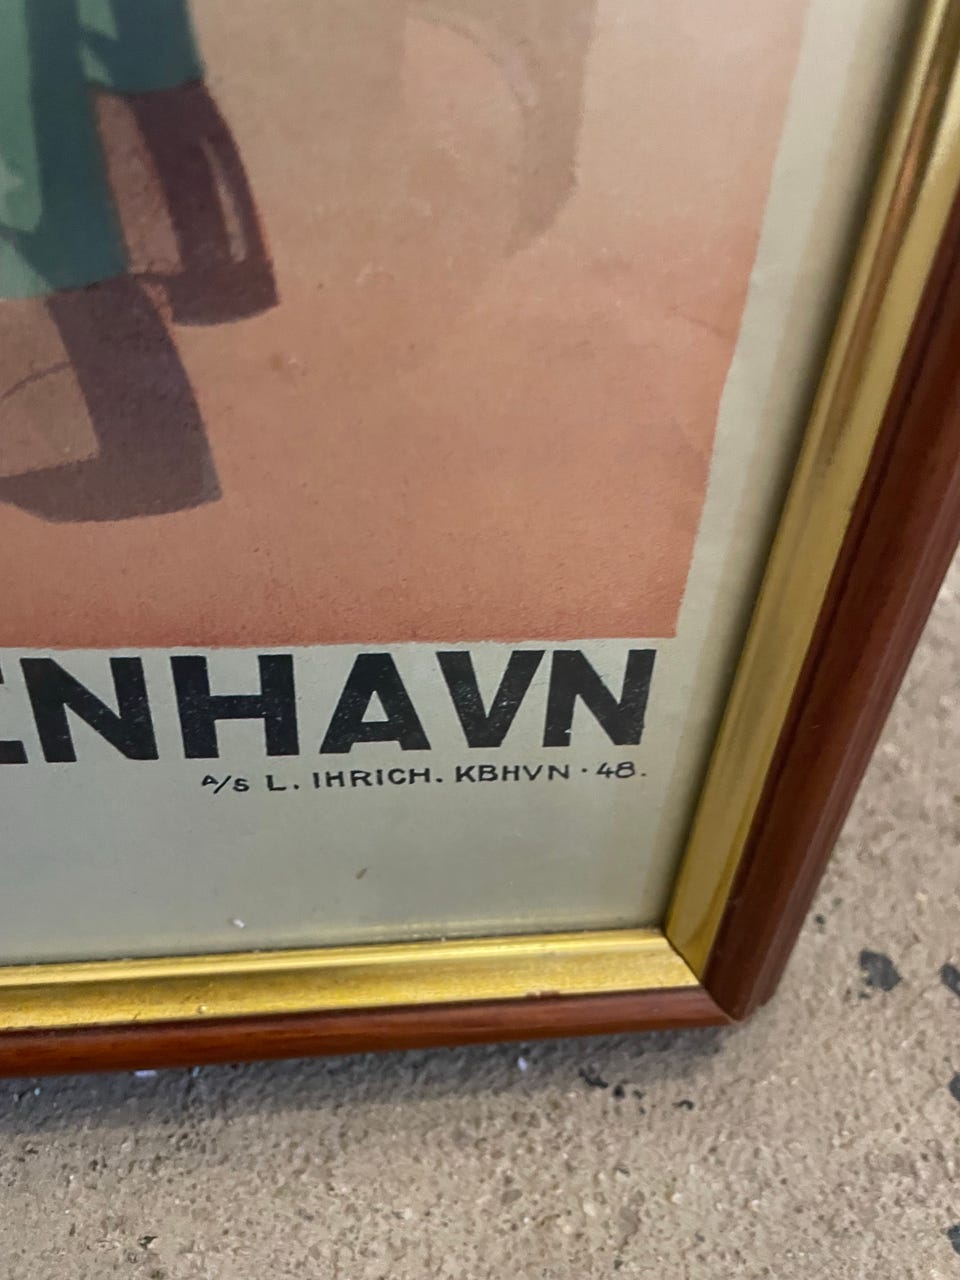 ENHAVN
A/S L. IHRICH. KBHVN · 48.